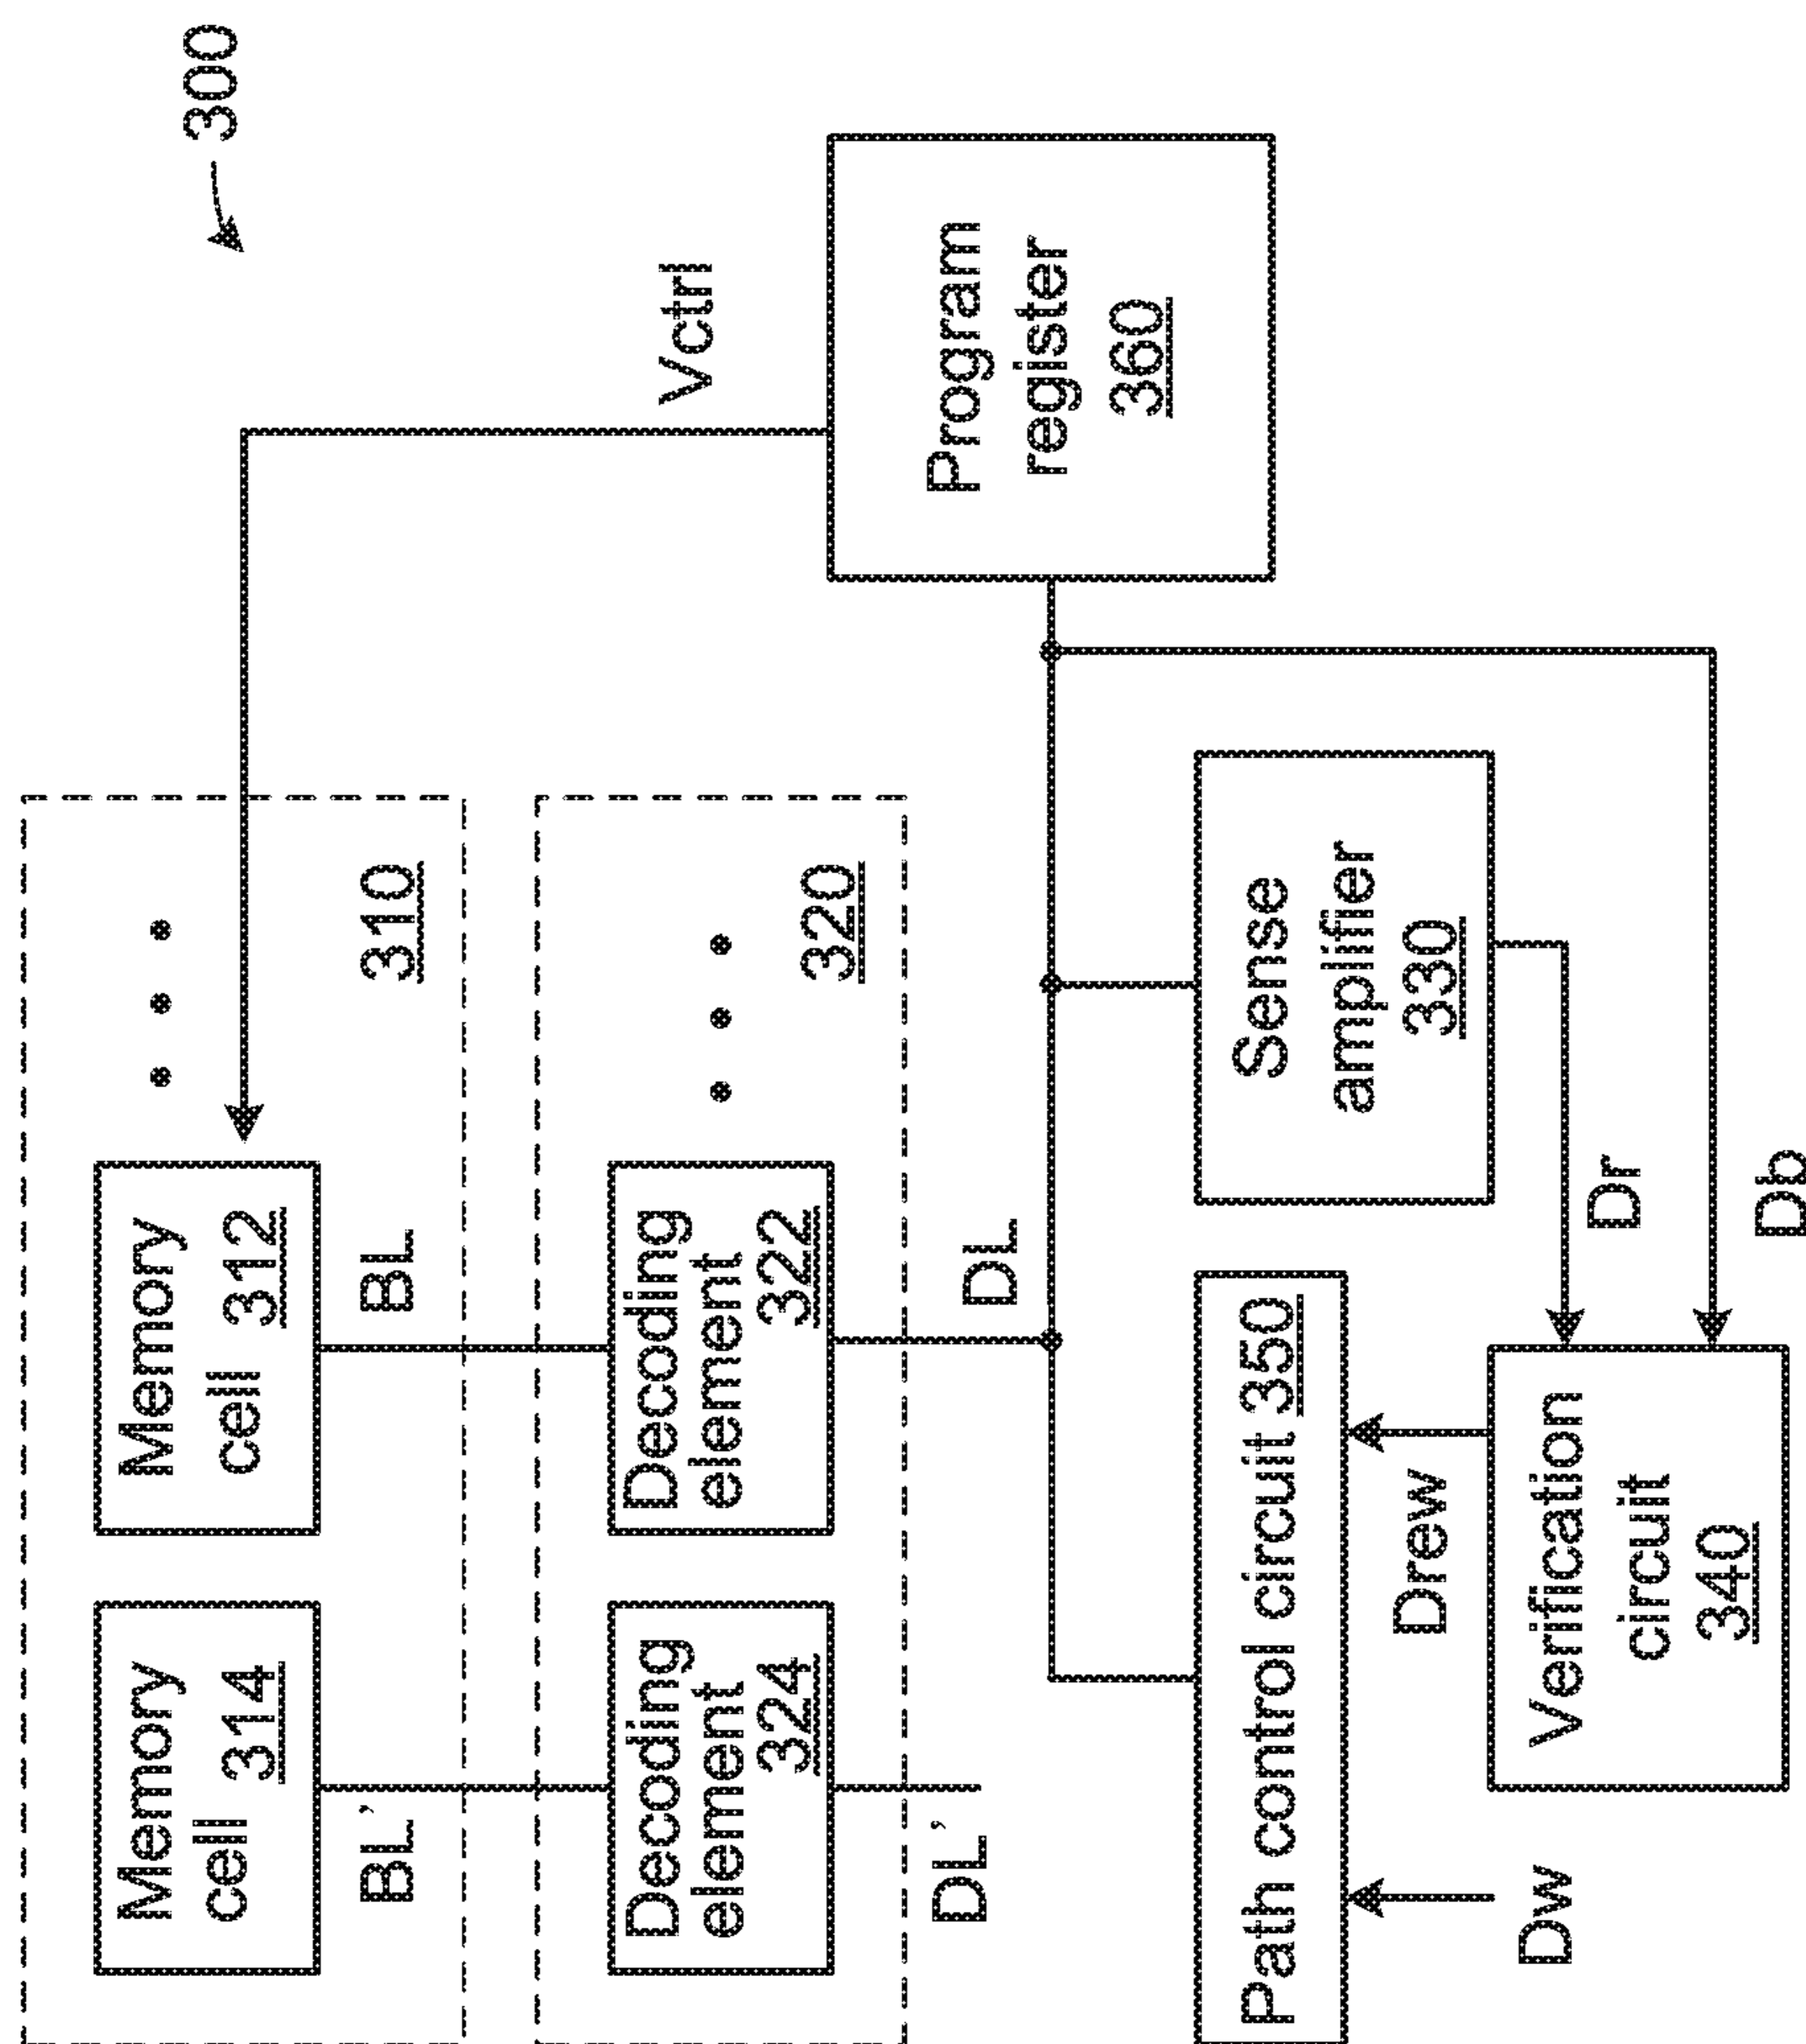 300
Memory
cell 314
Memory
cell 312
310
BL’
BL
Vctrl
Decoding
element
324
Decoding
element
322
320
DL’
DL
Program
register
360
Path control circuit 350
Sense
amplifier
330
Dw
Drew
Dr
Verification
circuit
340
Db